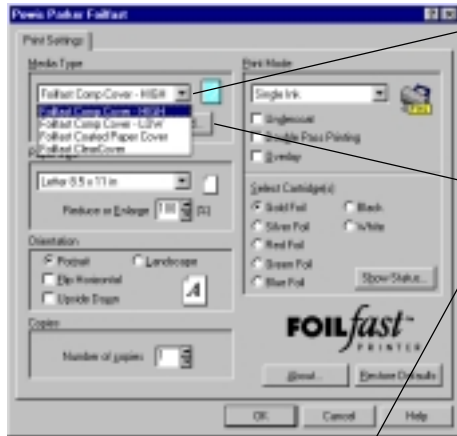 Powis Parker Foilfast
Print Settings
Media Type
Foilfast Comp Cover - HIGH
Foilfast Comp Cover - HIGH
Foilfast Comp Cover - LOW
Foilfast Coated Paper Cover
Foilfast ClearCover
Letter 8.5 x 11 in
Reduce or Enlarge 100 (%)
Orientation
Portrait Landscape
Flip Horizontal
Upside Down
A
Copies
Number of copies 1
Print Mode
Single Ink
FOIL
Undercoat
Double Pass Printing
Overlay
Select Cartridge(s)
Gold Foil Black
Silver Foil White
Red Foil
Green Foil
Blue Foil
Show Status...
FOILfast
PRINTER
About... Restore Defaults
OK Cancel Help